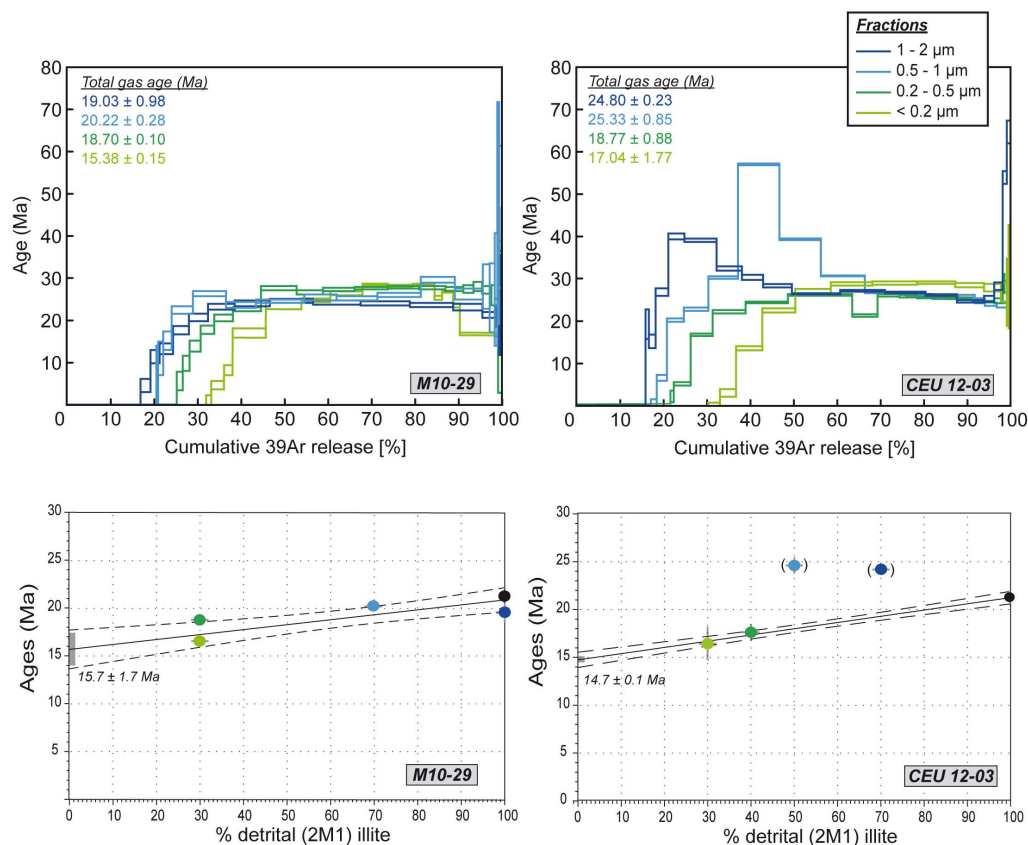 Fractions
1 - 2 µm
0.5 - 1 µm
0.2 - 0.5 µm
< 0.2 µm
80
70
60
50
40
30
20
10
Age (Ma)
Total gas age (Ma)
19.03 ± 0.98
20.22 ± 0.28
18.70 ± 0.10
15.38 ± 0.15
M10-29
0 10 20 30 40 50 60 70 80 90 100
Cumulative 39Ar release [%]
80
70
60
50
40
30
20
10
Age (Ma)
Total gas age (Ma)
24.80 ± 0.23
25.33 ± 0.85
18.77 ± 0.88
17.04 ± 1.77
CEU 12-03
0 10 20 30 40 50 60 70 80 90 100
Cumulative 39Ar release [%]
30
25
20
15
10
5
Ages (Ma)
15.7 ± 1.7 Ma
M10-29
0 10 20 30 40 50 60 70 80 90 100
% detrital (2M1) illite
30
25
20
15
10
5
0
Ages (Ma)
( )
( )
14.7 ± 0.1 Ma
CEU 12-03
0 10 20 30 40 50 60 70 80 90 100
% detrital (2M1) illite